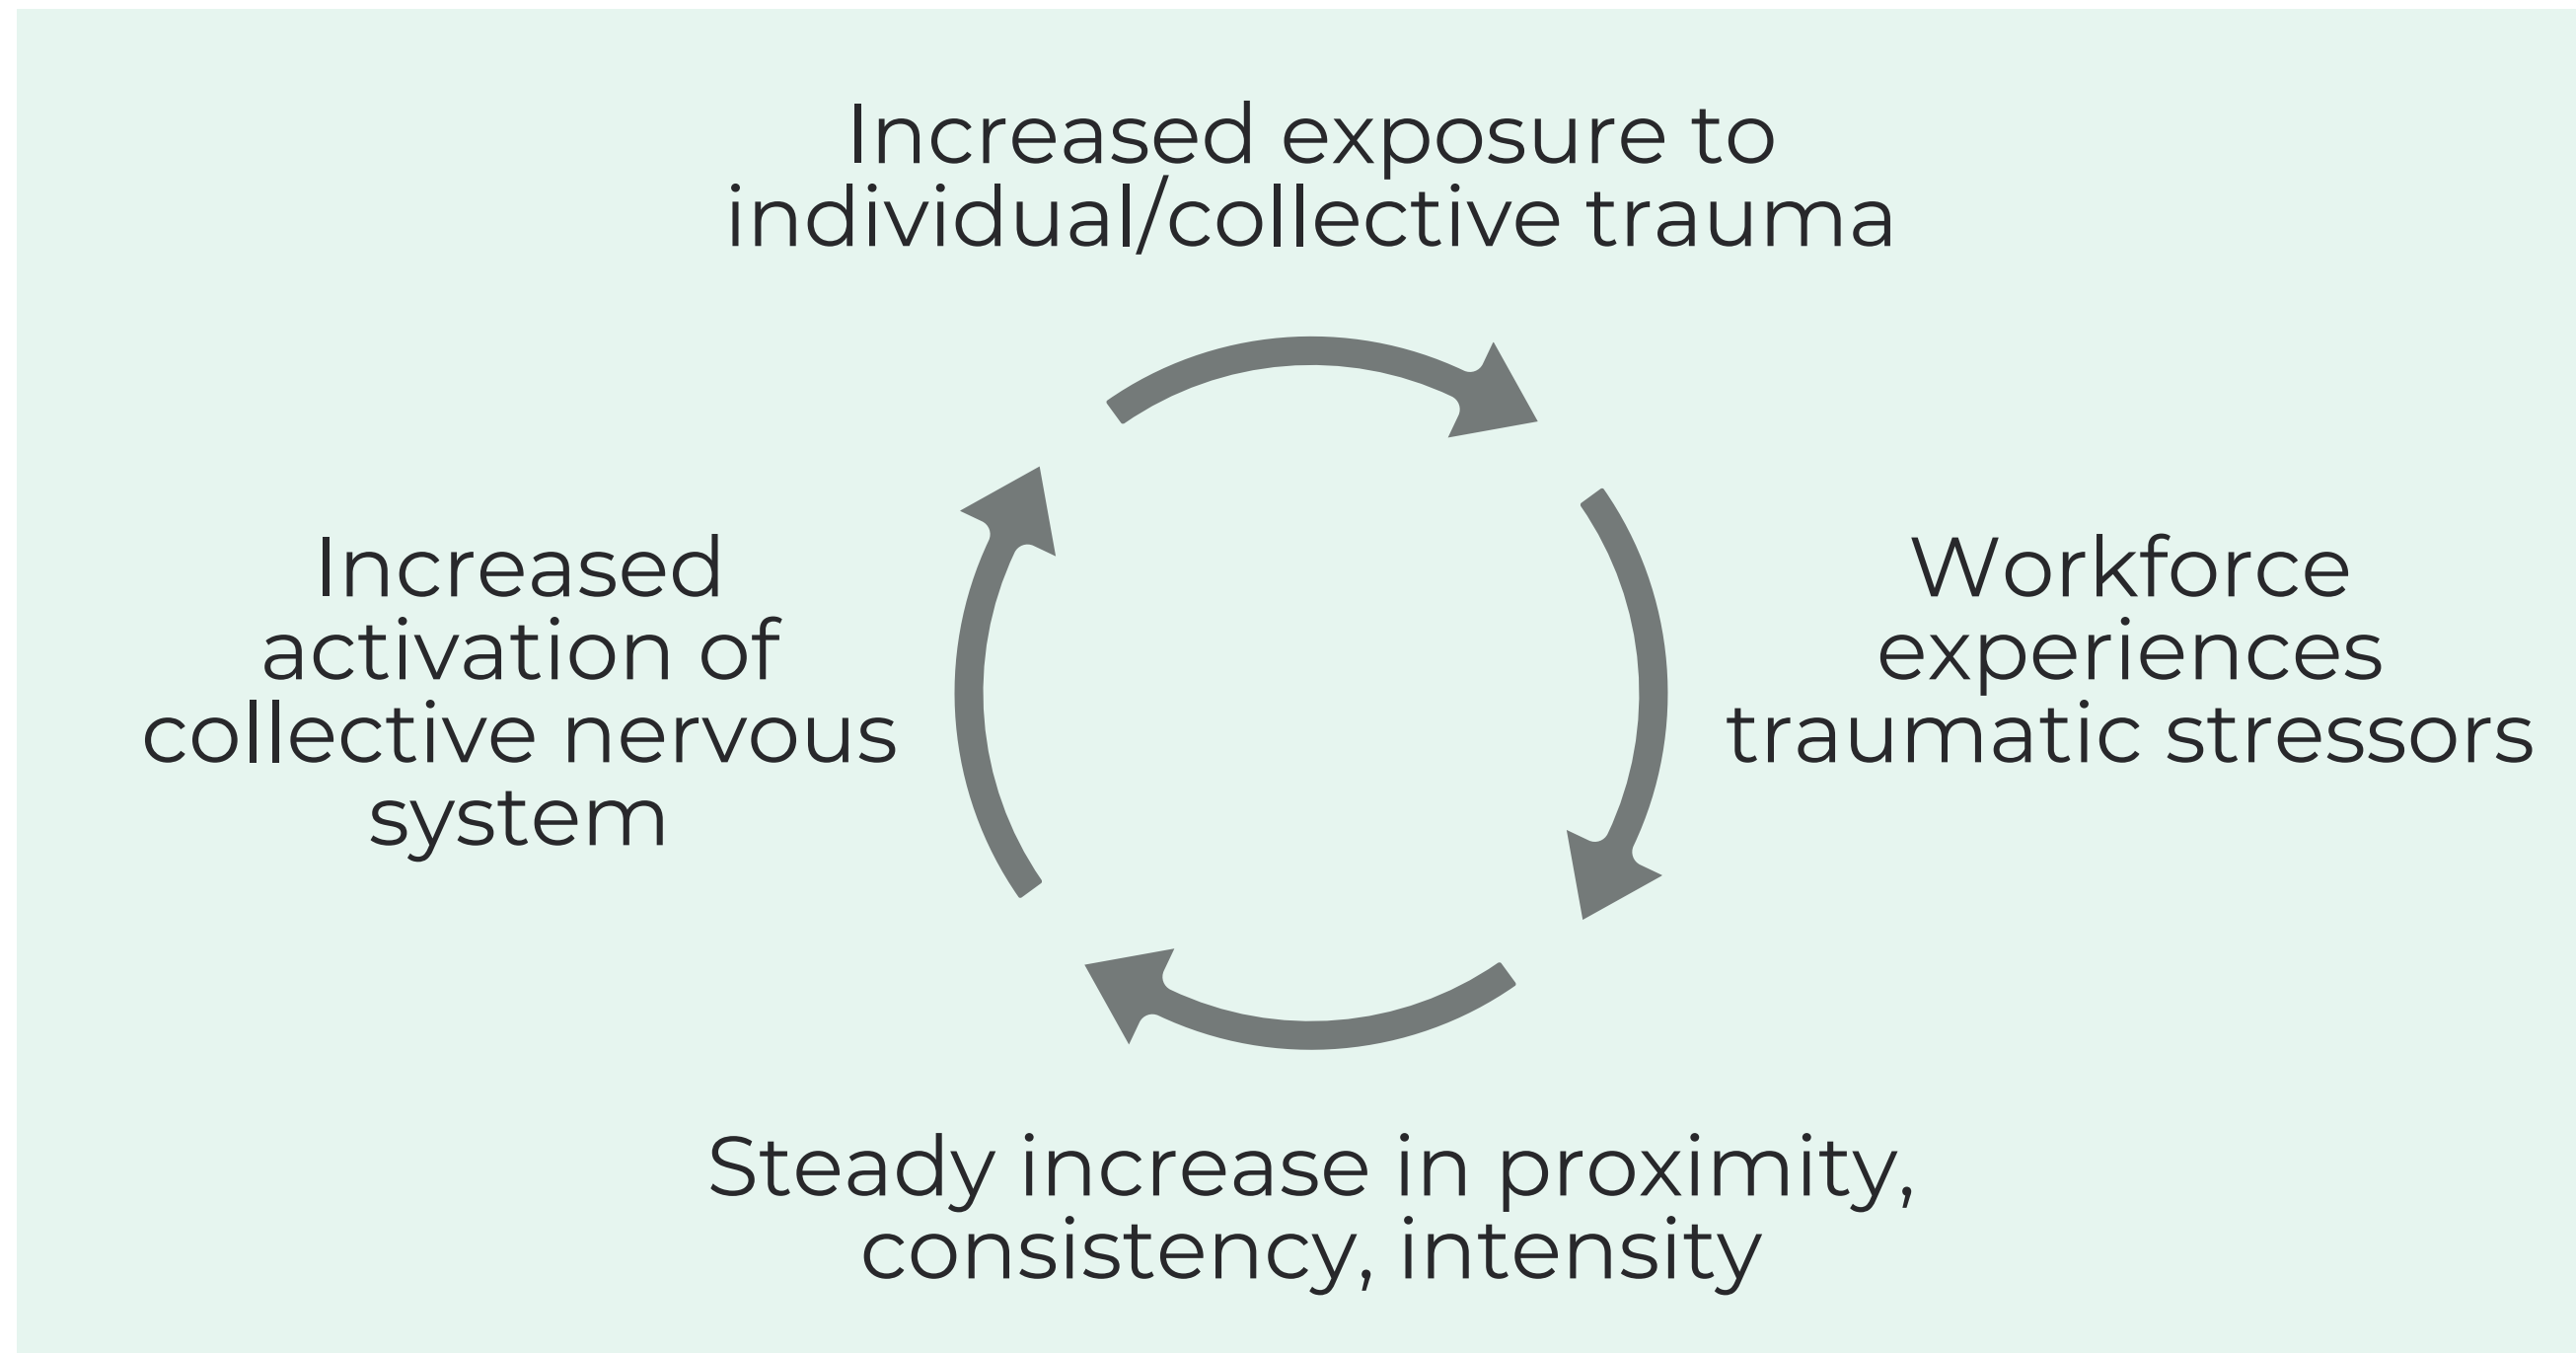 Increased exposure to
individual/collective trauma
Workforce
experiences
traumatic stressors
Steady increase in proximity,
consistency, intensity
Increased
activation of
collective nervous
system